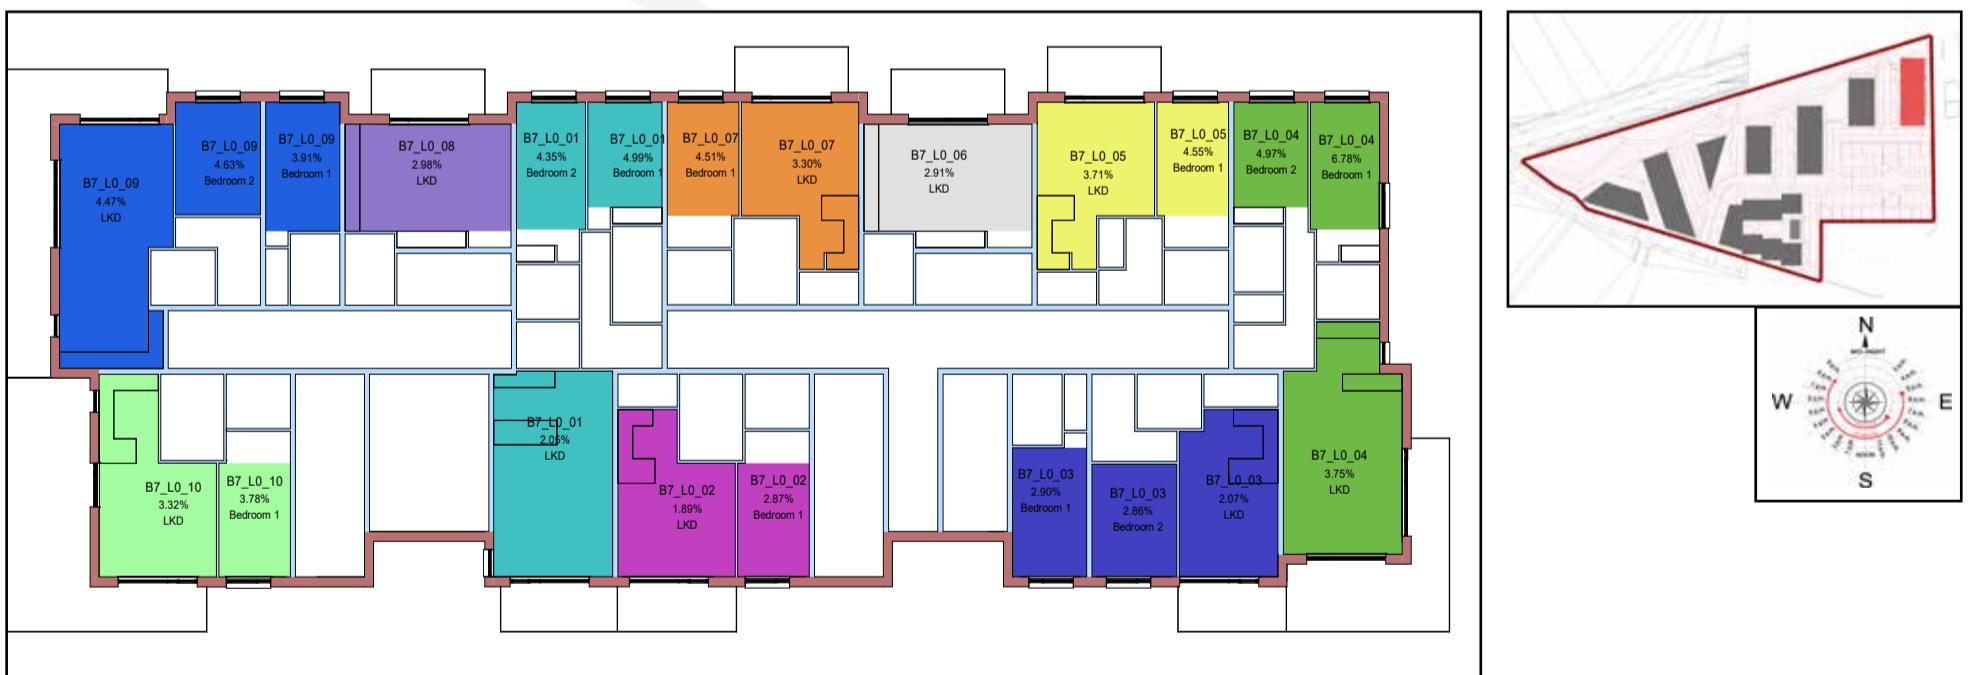 B7_L0_09
4.47%
LKD
B7_L0_09
4.63%
Bedroom 2
B7_L0_09
3.91%
Bedroom 1
B7_L0_08
2.98%
LKD
B7_L0_01
4.35%
Bedroom 2
B7_L0_01
4.99%
Bedroom 1
B7_L0_07
4.51%
Bedroom 1
B7_L0_07
3.30%
LKD
B7_L0_06
2.91%
LKD
B7_L0_05
3.71%
LKD
B7_L0_05
4.55%
Bedroom 1
B7_L0_04
4.97%
Bedroom 2
B7_L0_04
6.78%
Bedroom 1
B7_L0_10
3.32%
LKD
B7_L0_10
3.78%
Bedroom 1
B7_L0_01
2.05%
LKD
B7_L0_02
1.89%
LKD
B7_L0_02
2.87%
Bedroom 1
B7_L0_03
2.90%
Bedroom 1
B7_L0_03
2.86%
Bedroom 2
B7_L0_03
2.07%
LKD
B7_L0_04
3.75%
LKD
N
W
E
S